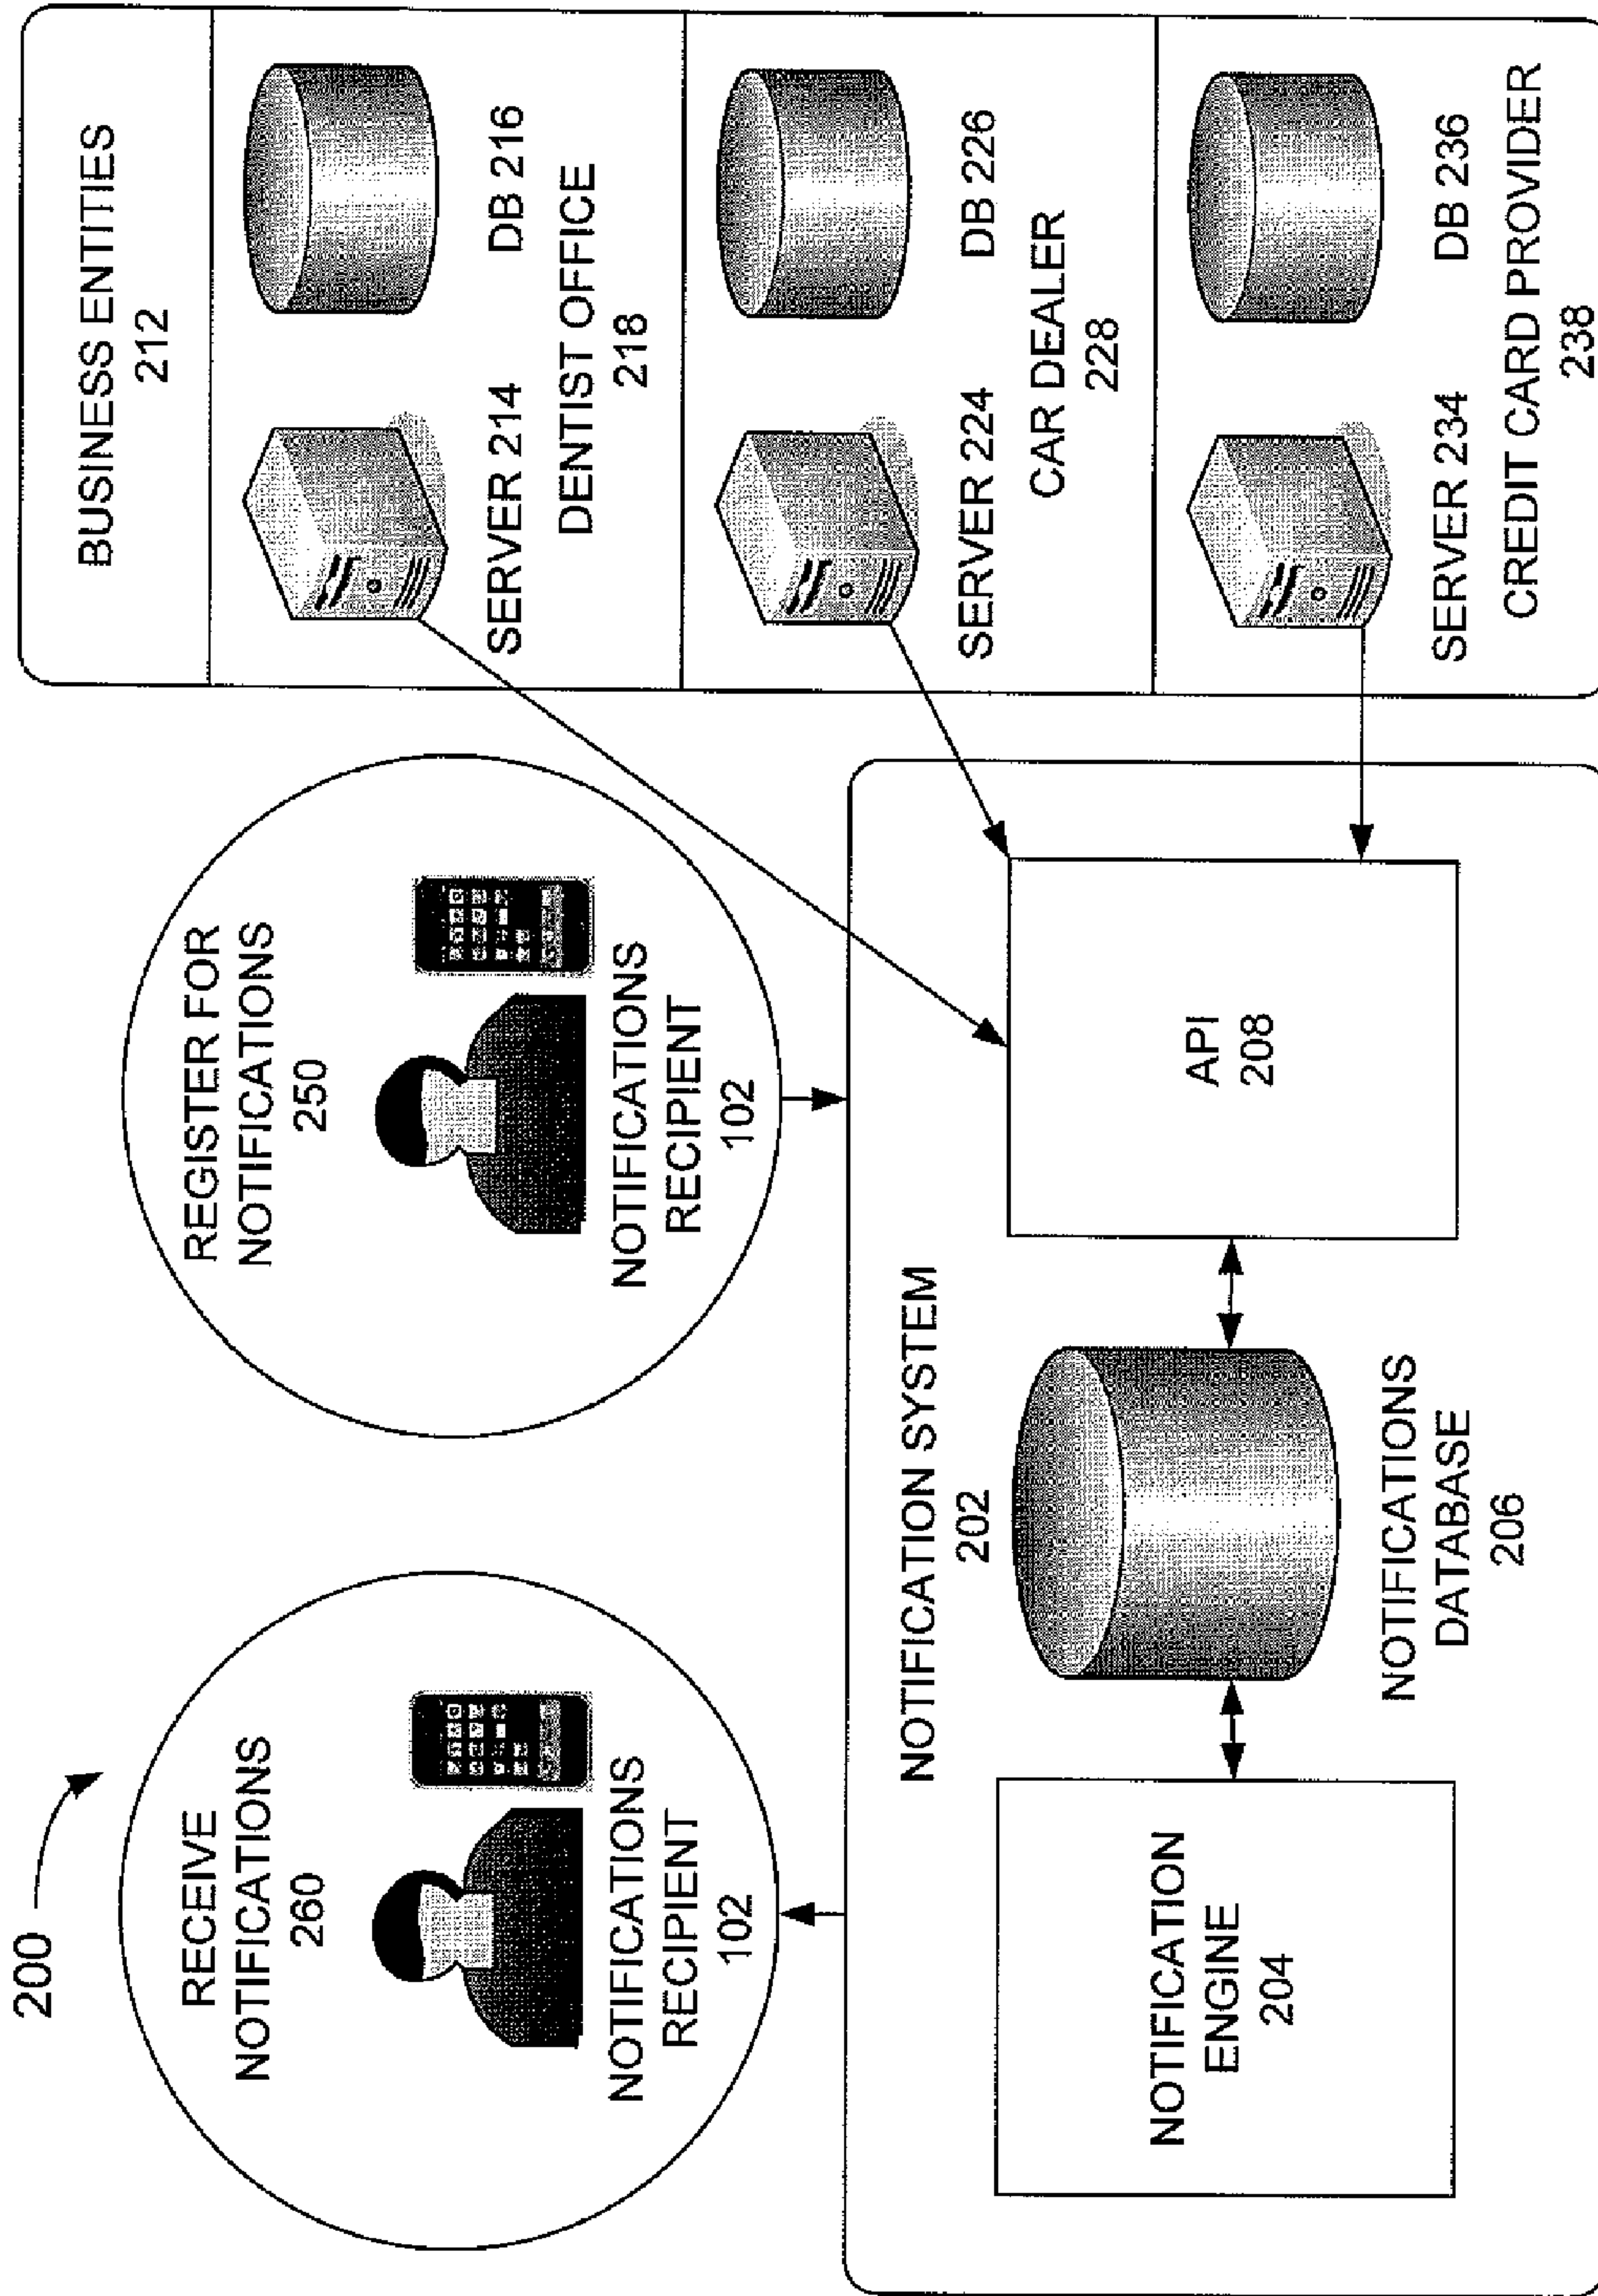 200
RECEIVE
NOTIFICATIONS
260
NOTIFICATIONS
RECIPIENT
102
REGISTER FOR
NOTIFICATIONS
250
NOTIFICATIONS
RECIPIENT
102
BUSINESS ENTITIES
212
SERVER 214 DB 216
DENTIST OFFICE
218
SERVER 224 DB 226
CAR DEALER
228
SERVER 234 DB 236
CREDIT CARD PROVIDER
238
NOTIFICATION SYSTEM
202
NOTIFICATION
ENGINE
204
NOTIFICATIONS
DATABASE
206
API
208